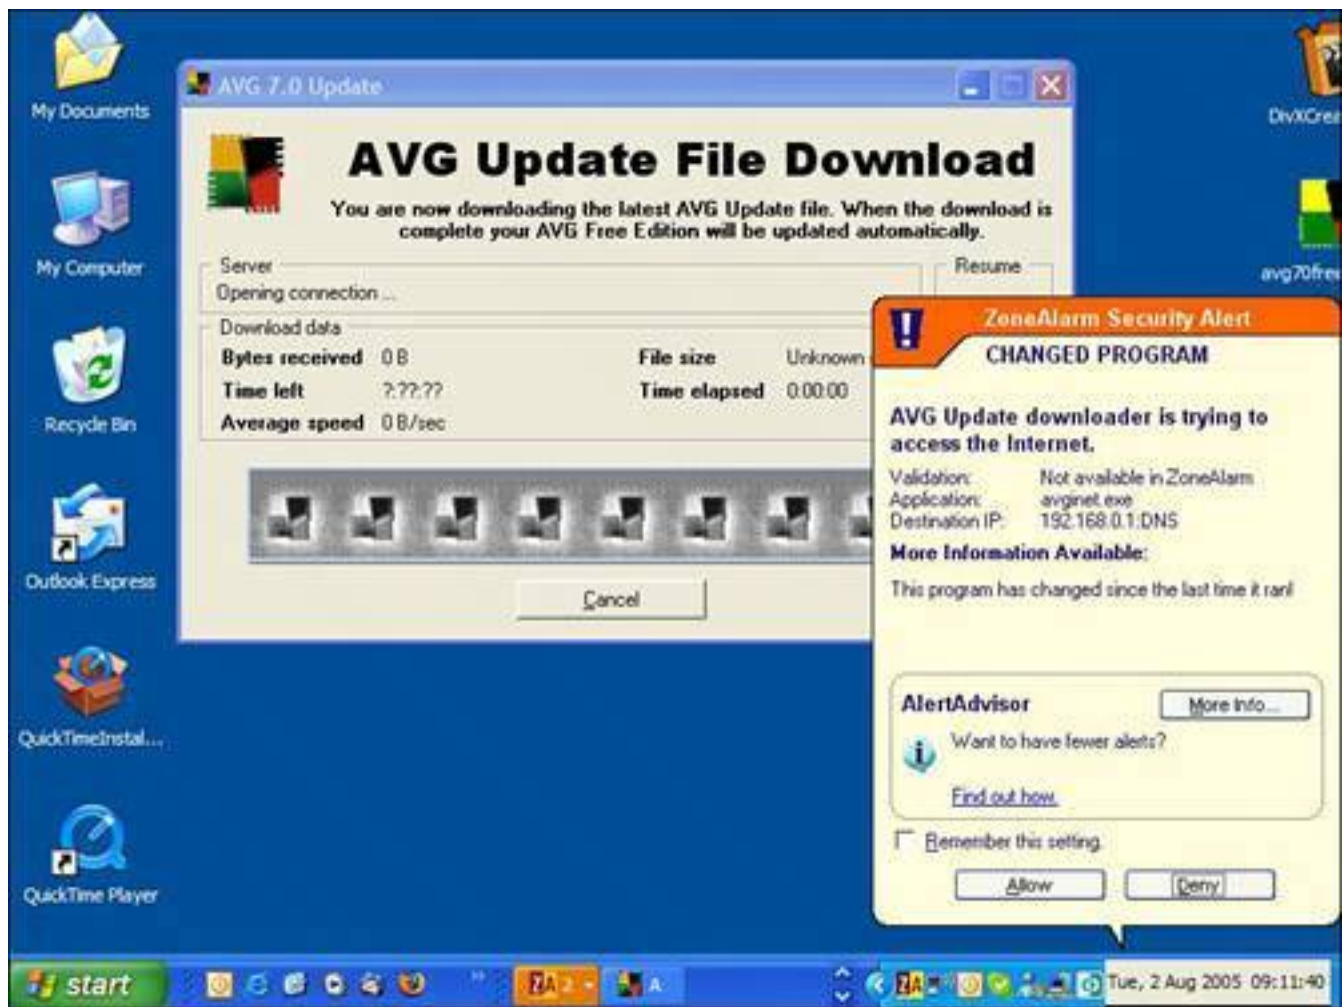 My Documents
My Computer
Recycle Bin
Outlook Express
QuickTimeInstal...
QuickTime Player
DivXCrea
avg70free
AVG 7.0 Update
AVG Update File Download
You are now downloading the latest AVG Update file. When the download is
complete your AVG Free Edition will be updated automatically.
Server
Opening connection ...
Resume
Download data
Bytes received 0 B
File size Unknown
Time left ?:??:??
Time elapsed 0:00:00
Average speed 0 B/sec
Cancel
ZoneAlarm Security Alert
CHANGED PROGRAM
AVG Update downloader is trying to
access the Internet.
Validation: Not available in ZoneAlarm
Application: avginet.exe
Destination IP: 192.168.0.1:DNS
More Information Available:
This program has changed since the last time it ran!
AlertAdvisor
More Info...
Want to have fewer alerts?
Find out how.
Remember this setting.
Allow
Deny
start
ZA 2
A
ZA
Tue, 2 Aug 2005 09:11:40